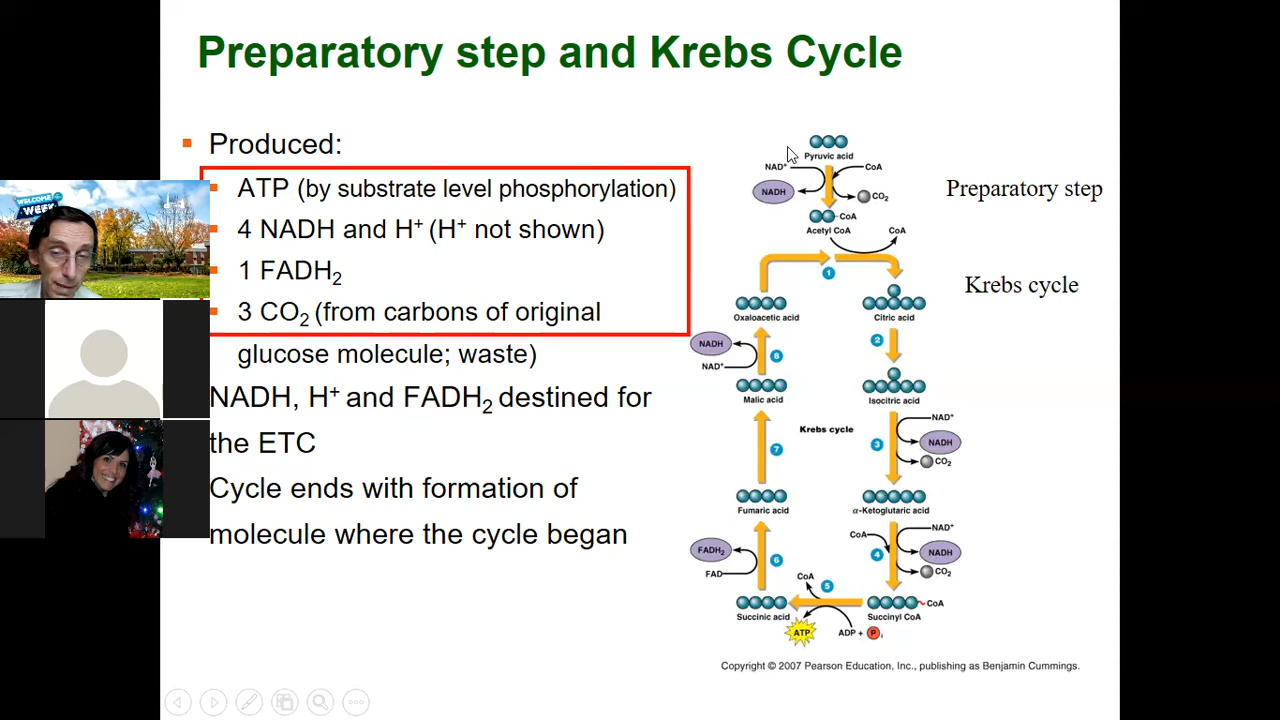 Preparatory step and Krebs Cycle
Produced:
ATP (by substrate level phosphorylation)
4 NADH and H⁺ (H⁺ not shown)
1 FADH₂
3 CO₂ (from carbons of original
glucose molecule; waste)
NADH, H⁺ and FADH₂ destined for
the ETC
Cycle ends with formation of
molecule where the cycle began
WELCOME
WEEK
Pyruvic acid
NAD⁺
CoA
NADH
CO₂
Preparatory step
CoA
Acetyl CoA
CoA
1
Krebs cycle
Oxaloacetic acid
Citric acid
NADH
NAD⁺
8
2
Malic acid
Isocitric acid
Krebs cycle
NAD⁺
3
NADH
CO₂
7
Fumaric acid
α-Ketoglutaric acid
NAD⁺
CoA
4
NADH
CO₂
FADH₂
FAD
6
CoA
5
CoA
Succinic acid
Succinyl CoA
ATP
ADP + P i
Copyright © 2007 Pearson Education, Inc., publishing as Benjamin Cummings.